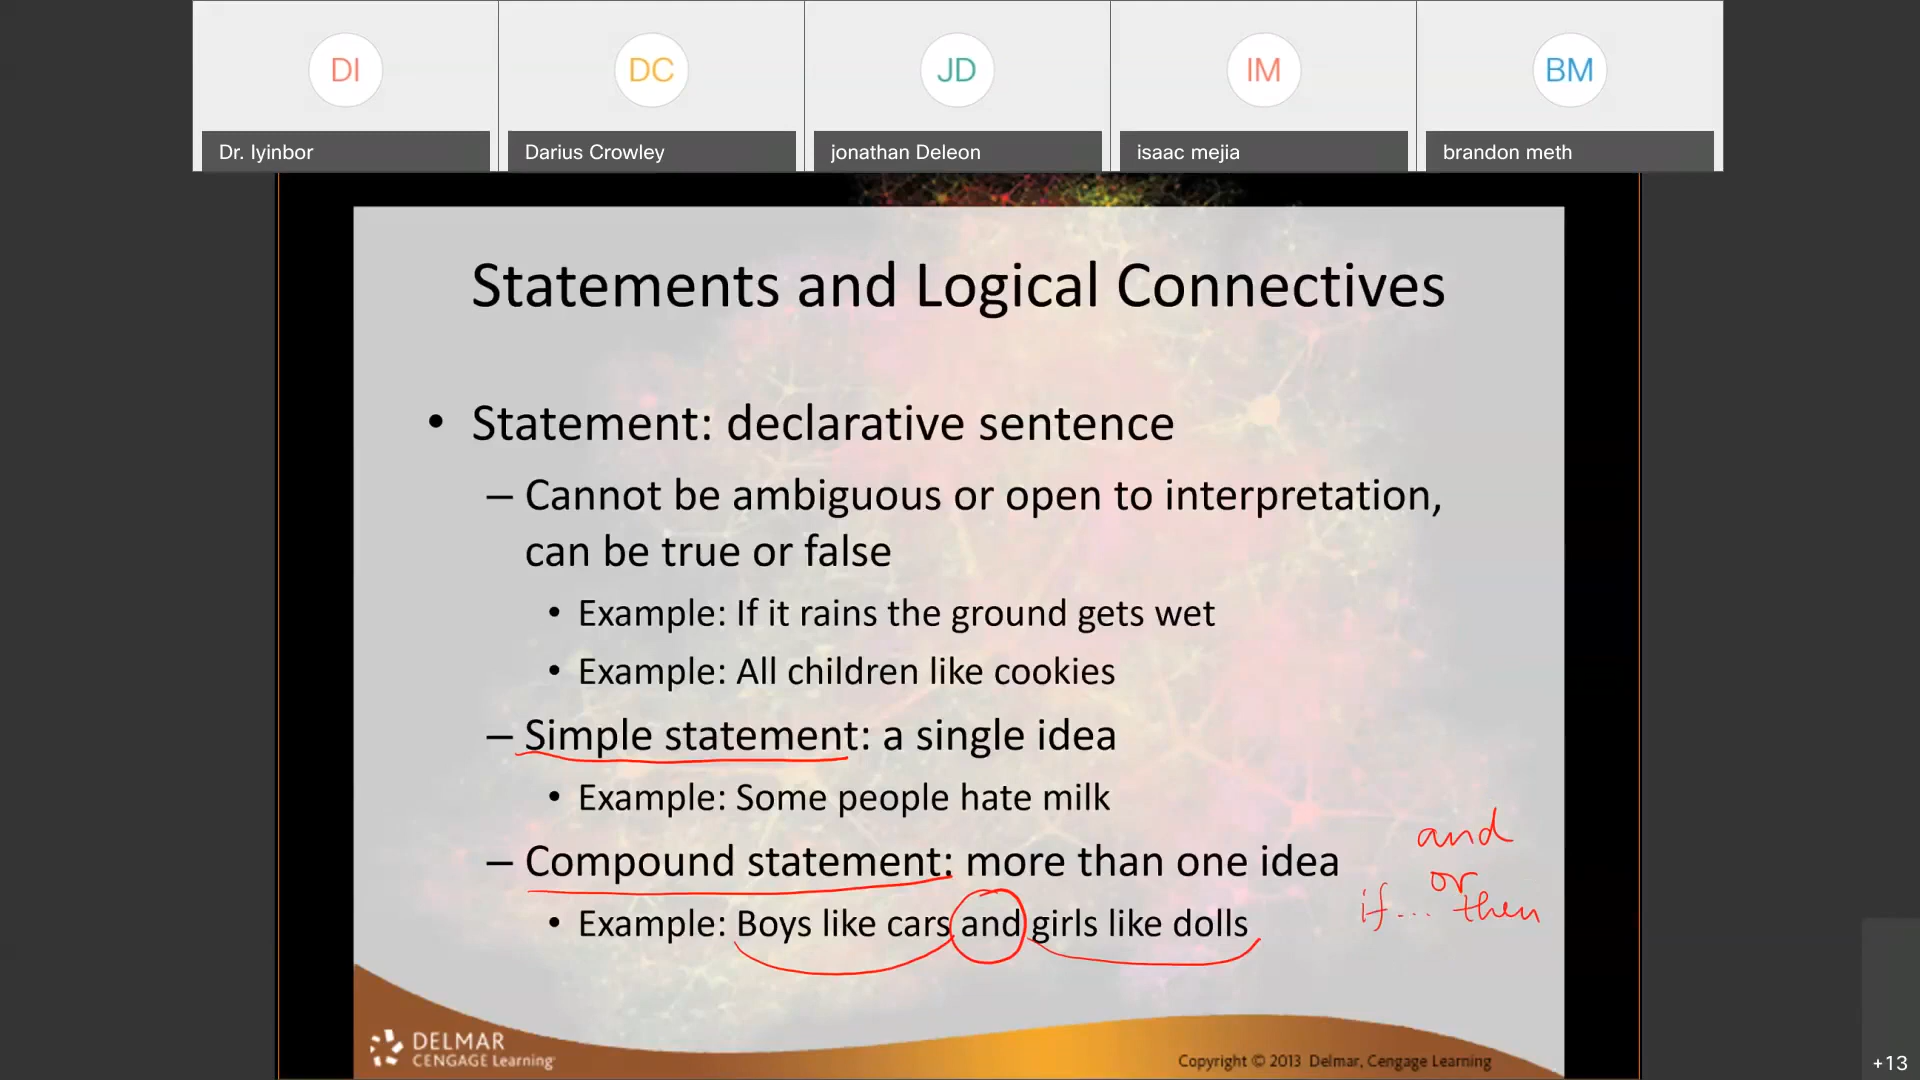 DI
DC
JD
IM
BM
Dr. Iyinbor
Darius Crowley
jonathan Deleon
isaac mejia
brandon meth
Statements and Logical Connectives
• Statement: declarative sentence
– Cannot be ambiguous or open to interpretation,
can be true or false
• Example: If it rains the ground gets wet
• Example: All children like cookies
– Simple statement: a single idea
• Example: Some people hate milk
– Compound statement: more than one idea
• Example: Boys like cars and girls like dolls
and
or
if... then
DELMAR
CENGAGE Learning
Copyright © 2013 Delmar, Cengage Learning
+13